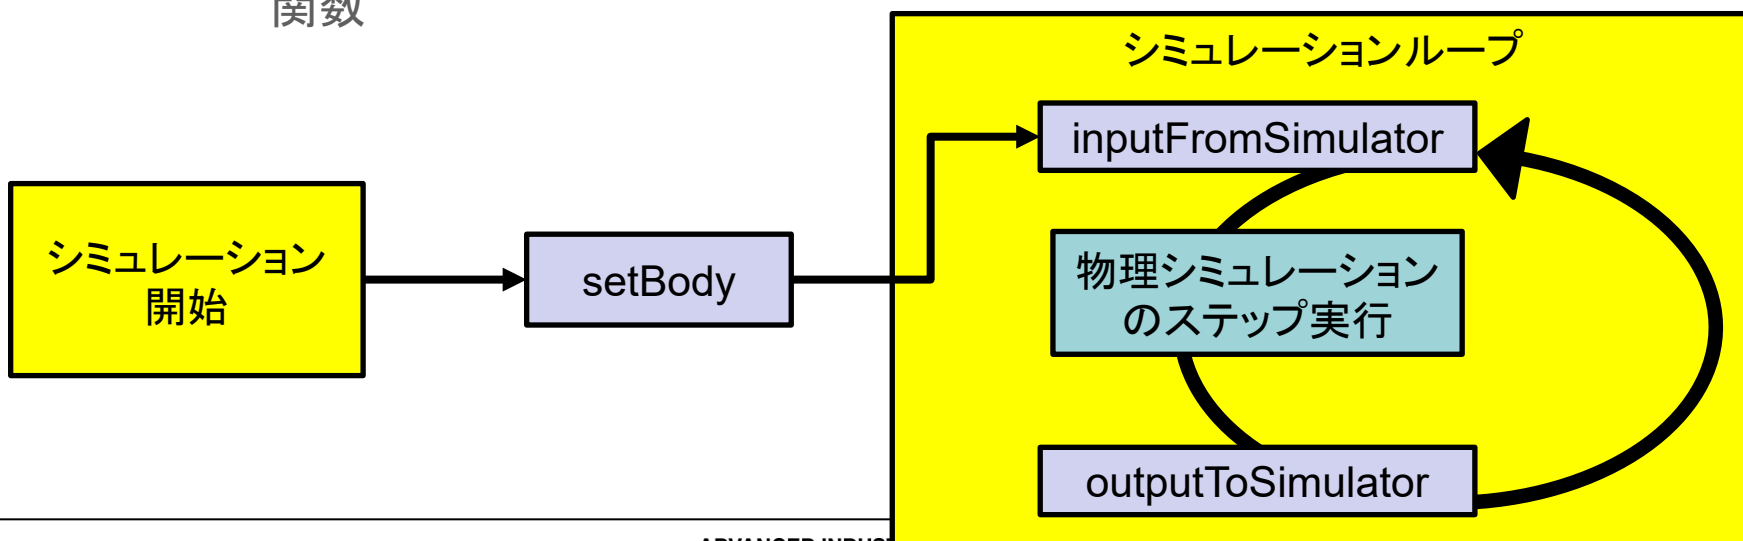 関数
シミュレーションループ
inputFromSimulator
シミュレーション
開始
setBody
物理シミュレーション
のステップ実行
outputToSimulator